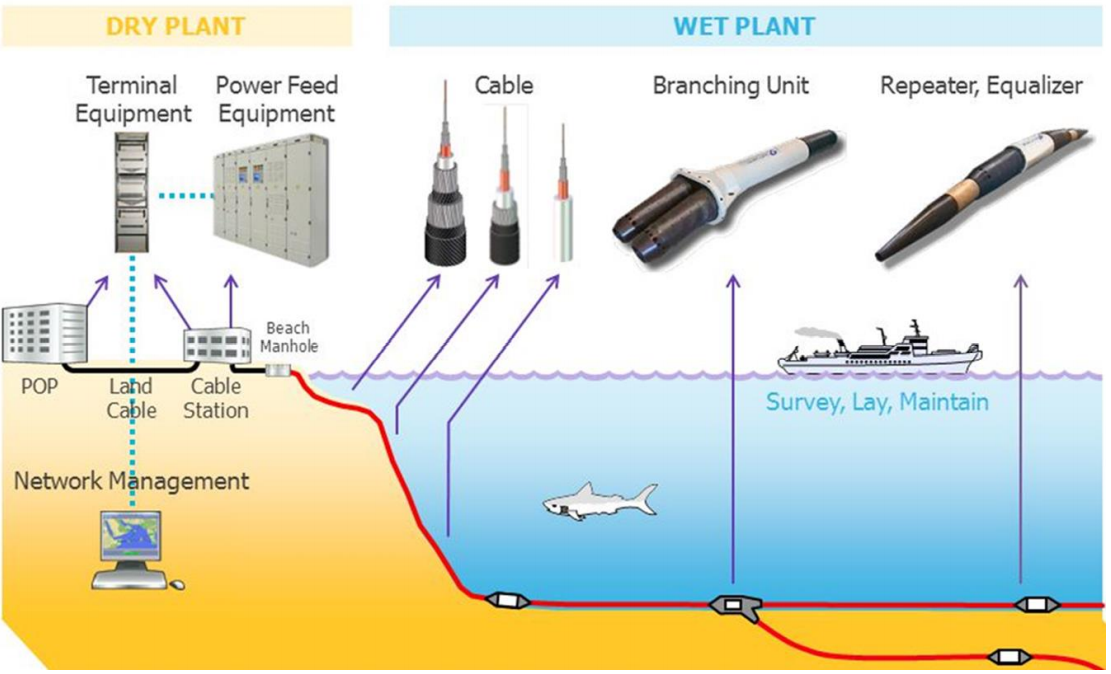 DRY PLANT
WET PLANT
Terminal
Equipment
Power Feed
Equipment
Cable
Branching Unit
Repeater, Equalizer
Beach
Manhole
POP
Land
Cable
Cable
Station
Survey, Lay, Maintain
Network Management